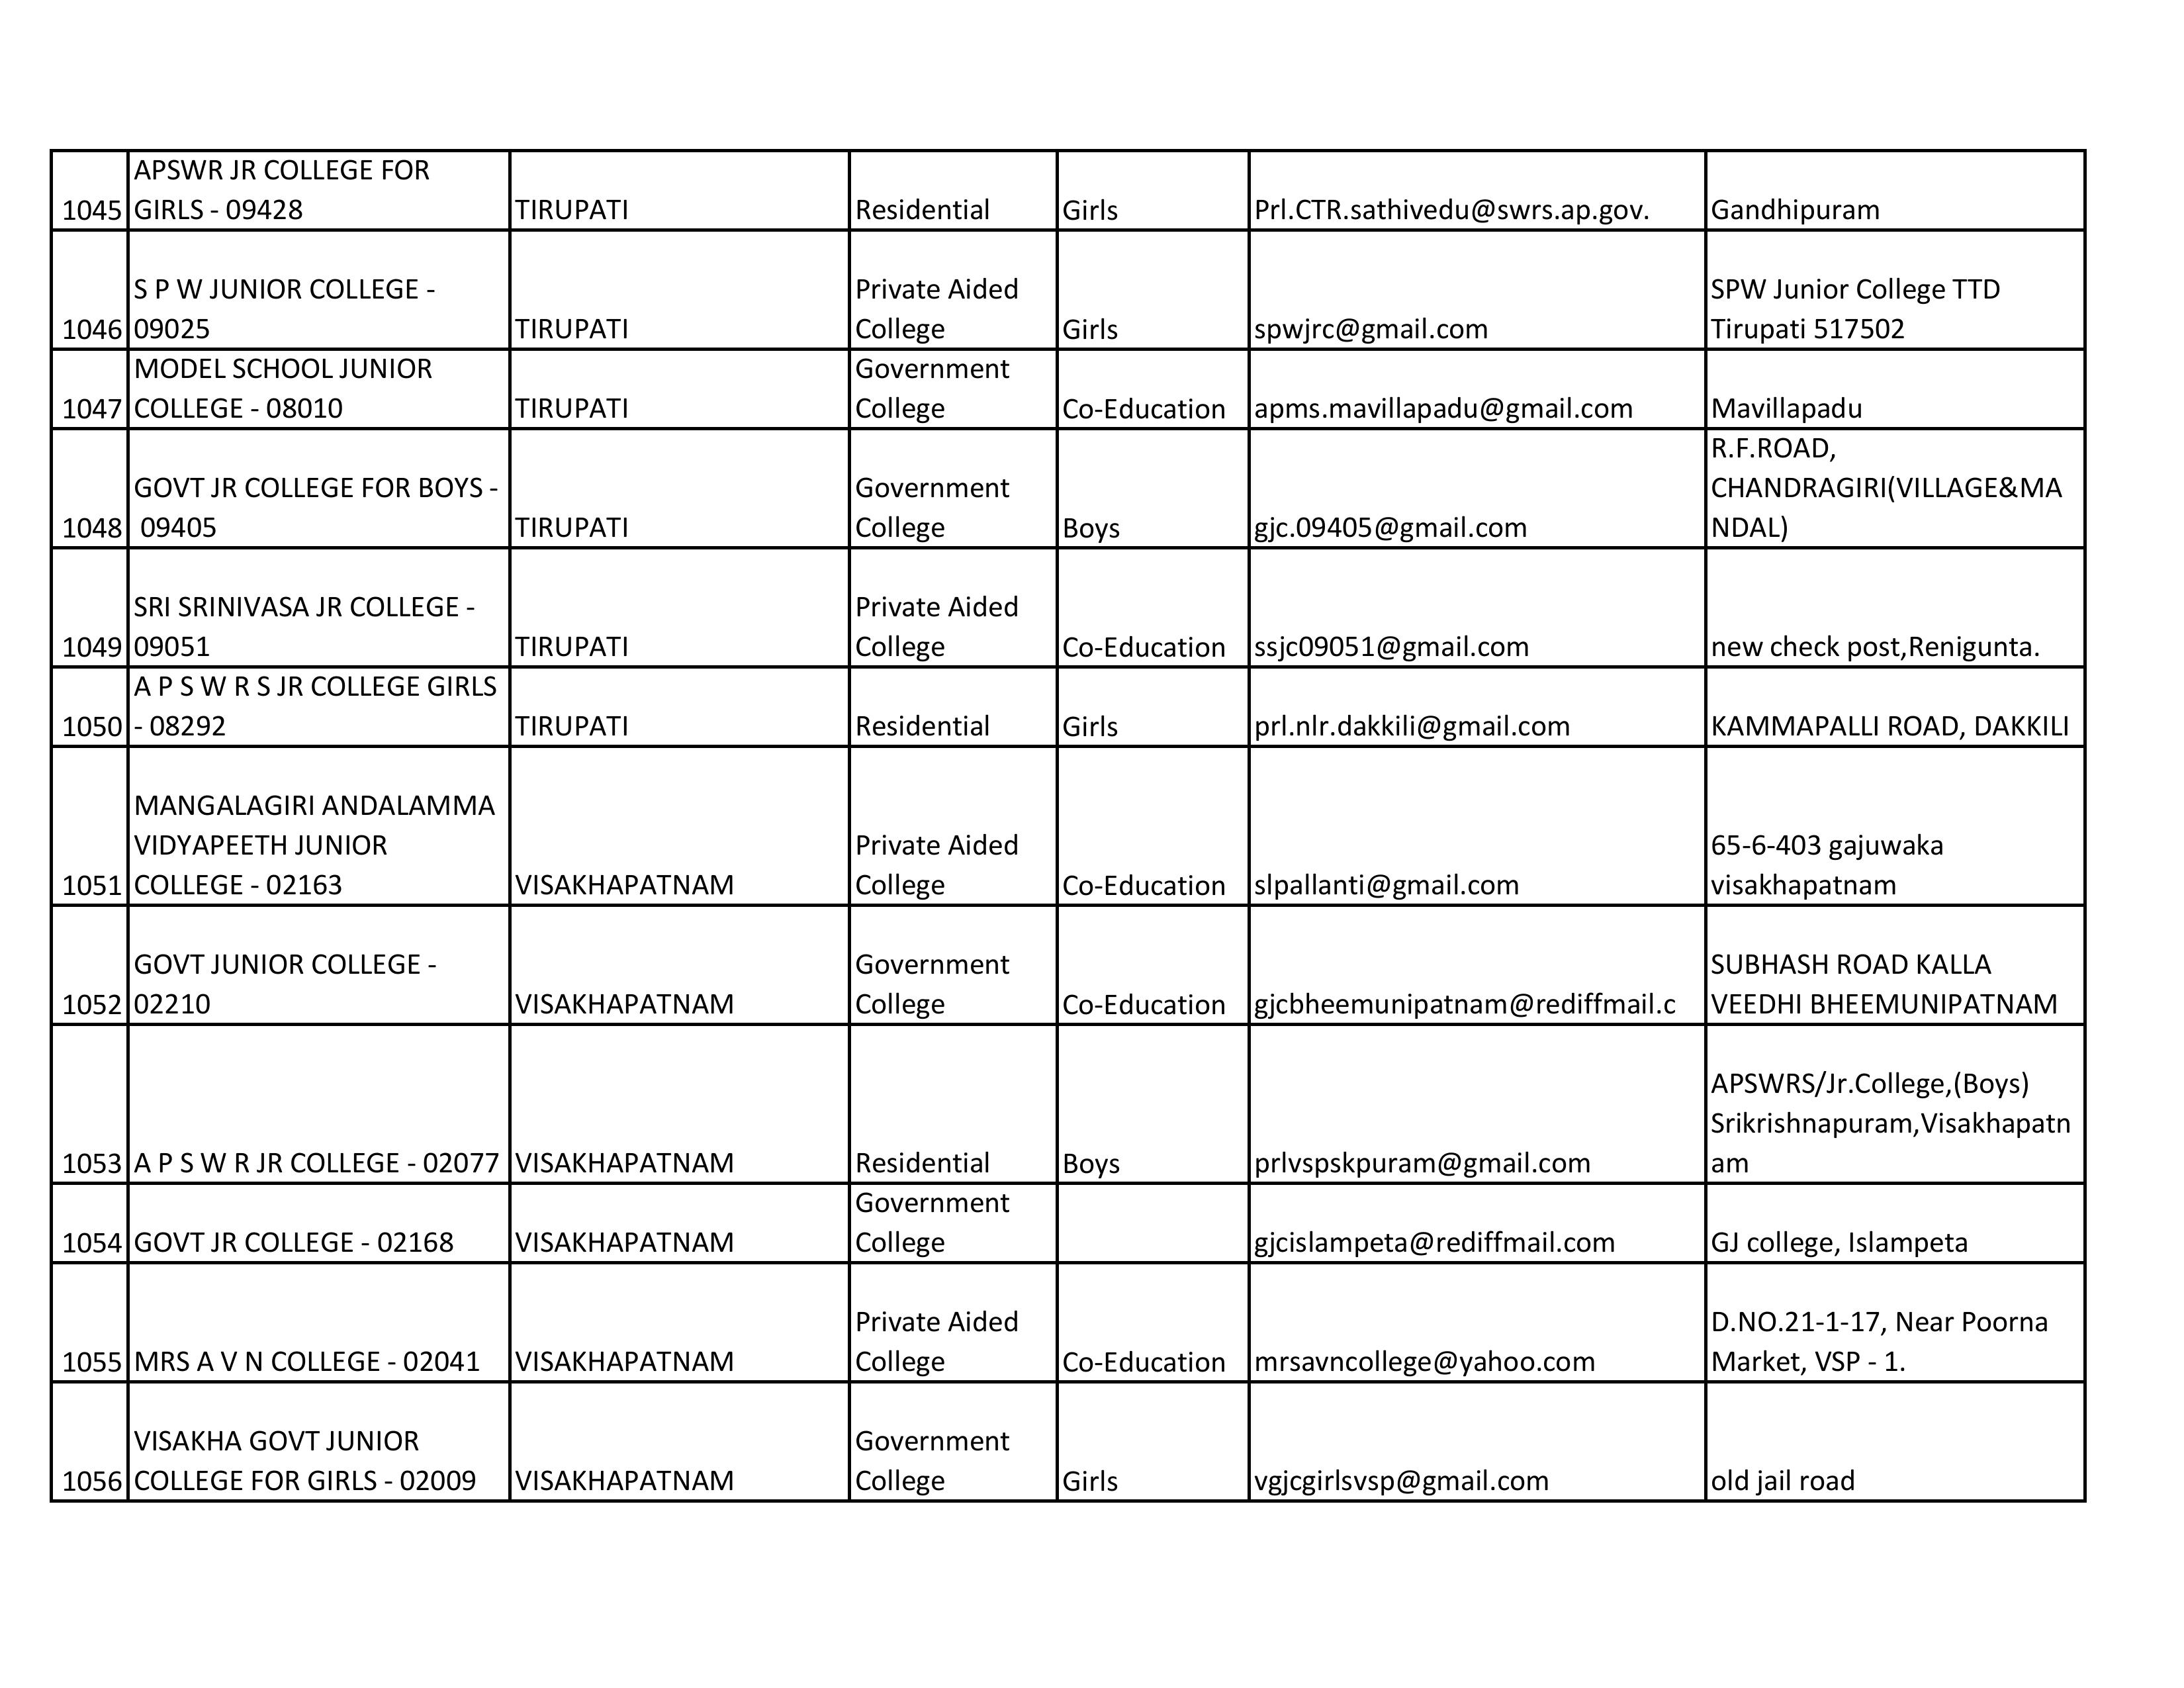 APSWR JR COLLEGE FOR
1045 GIRLS - 09428 TIRUPATI Residential Girls Prl.CTR.sathivedu@swrs.ap.gov. Gandhipuram
S P W JUNIOR COLLEGE - Private Aided SPW Junior College TTD
1046 09025 TIRUPATI College Girls spwjrc@gmail.com Tirupati 517502
MODEL SCHOOL JUNIOR Government
1047 COLLEGE - 08010 TIRUPATI College Co-Education apms.mavillapadu@gmail.com Mavillapadu
R.F.ROAD,
GOVT JR COLLEGE FOR BOYS - Government CHANDRAGIRI(VILLAGE&MA
1048 09405 TIRUPATI College Boys gjc.09405@gmail.com NDAL)
SRI SRINIVASA JR COLLEGE - Private Aided
1049 09051 TIRUPATI College Co-Education ssjc09051@gmail.com new check post,Renigunta.
A P S W R S JR COLLEGE GIRLS
1050 - 08292 TIRUPATI Residential Girls prl.nlr.dakkili@gmail.com KAMMAPALLI ROAD, DAKKILI
MANGALAGIRI ANDALAMMA
VIDYAPEETH JUNIOR Private Aided 65-6-403 gajuwaka
1051 COLLEGE - 02163 VISAKHAPATNAM College Co-Education slpallanti@gmail.com visakhapatnam
GOVT JUNIOR COLLEGE - Government SUBHASH ROAD KALLA
1052 02210 VISAKHAPATNAM College Co-Education gjcbheemunipatnam@rediffmail.c VEEDHI BHEEMUNIPATNAM
APSWRS/Jr.College,(Boys)
Srikrishnapuram,Visakhapatn
1053 A P S W R JR COLLEGE - 02077 VISAKHAPATNAM Residential Boys prlvspskpuram@gmail.com am
Government
1054 GOVT JR COLLEGE - 02168 VISAKHAPATNAM College gjcislampeta@rediffmail.com GJ college, Islampeta
Private Aided D.NO.21-1-17, Near Poorna
1055 MRS A V N COLLEGE - 02041 VISAKHAPATNAM College Co-Education mrsavncollege@yahoo.com Market, VSP - 1.
VISAKHA GOVT JUNIOR Government
1056 COLLEGE FOR GIRLS - 02009 VISAKHAPATNAM College Girls vgjcgirlsvsp@gmail.com old jail road